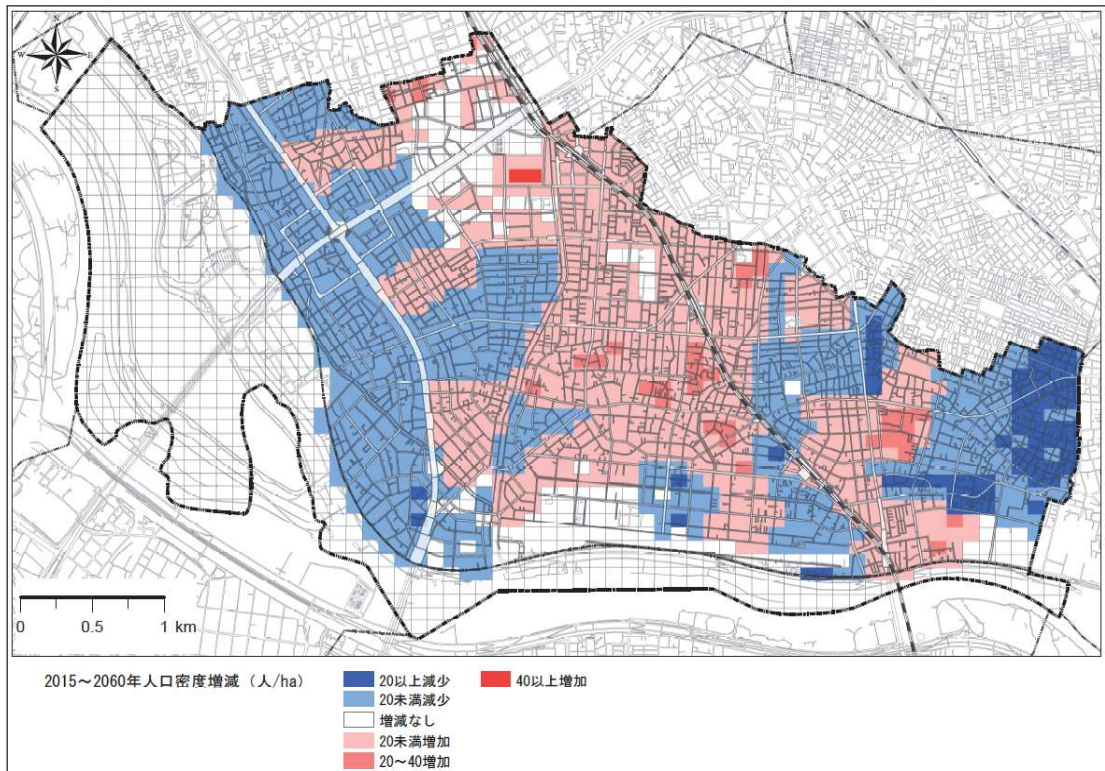 N
W E
S
0 0.5 1 km
2015～2060年人口密度増減（人/ha）
20以上減少
20未満減少
増減なし
20未満増加
20～40増加
40以上増加